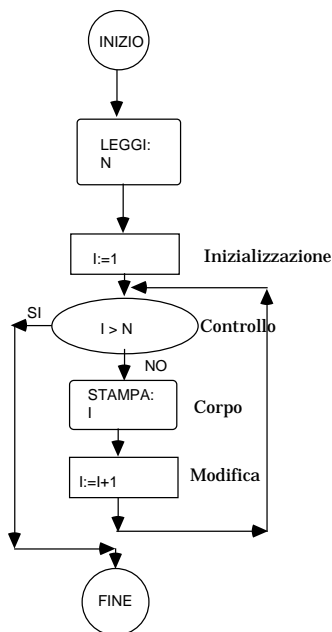 INIZIO
LEGGI:
N
I:=1
Inizializzazione
SI
I > N
Controllo
NO
STAMPA:
I
Corpo
I:=I+1
Modifica
FINE